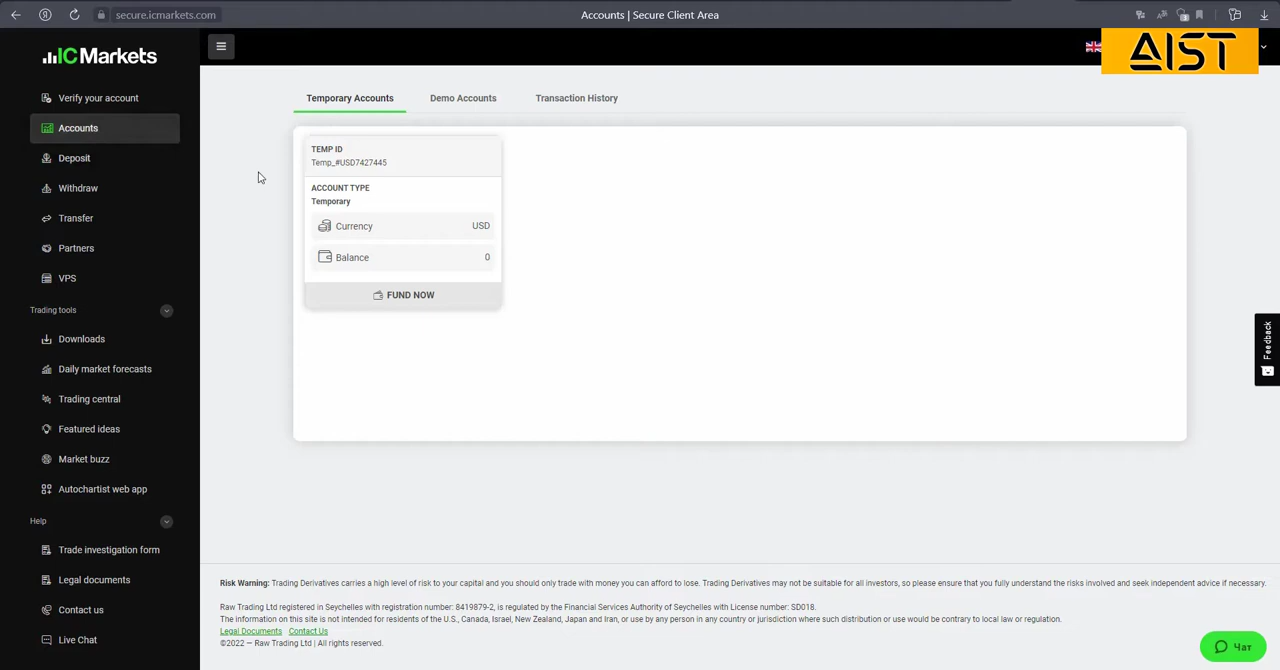 secure.icmarkets.com
Accounts | Secure Client Area
ICMarkets
AIST
Verify your account
Accounts
Deposit
Withdraw
Transfer
Partners
VPS
Trading tools
Downloads
Daily market forecasts
Trading central
Featured ideas
Market buzz
Autochartist web app
Help
Trade investigation form
Legal documents
Contact us
Live Chat
Temporary Accounts
Demo Accounts
Transaction History
TEMP ID
Temp_#USD7427445
ACCOUNT TYPE
Temporary
Currency USD
Balance 0
FUND NOW
Feedback
Risk Warning: Trading Derivatives carries a high level of risk to your capital and you should only trade with money you can afford to lose. Trading Derivatives may not be suitable for all investors, so please ensure that you fully understand the risks involved and seek independent advice if necessary.
Raw Trading Ltd registered in Seychelles with registration number: 8419879-2, is regulated by the Financial Services Authority of Seychelles with License number: SD018.
The information on this site is not intended for residents of the U.S., Canada, Israel, New Zealand, Japan and Iran, or use by any person in any country or jurisdiction where such distribution or use would be contrary to local law or regulation.
Legal Documents Contact Us
©2022 — Raw Trading Ltd | All rights reserved.
Чат